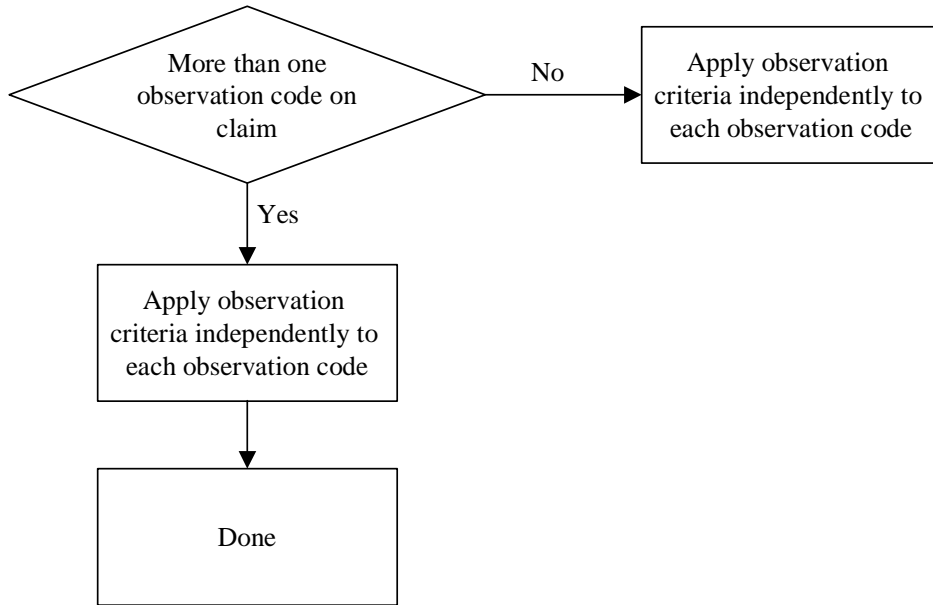 More than one
observation code on
claim
No
Apply observation
criteria independently to
each observation code
Yes
Apply observation
criteria independently to
each observation code
Done